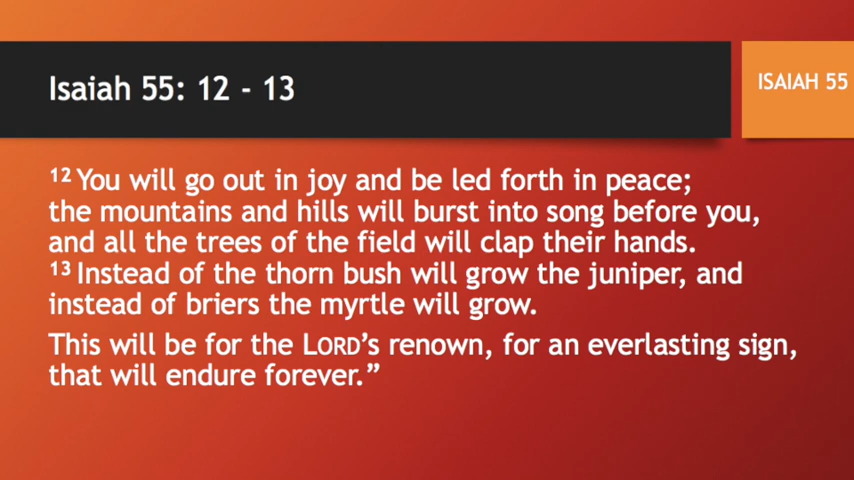 Isaiah 55: 12 - 13
ISAIAH 55
12 You will go out in joy and be led forth in peace;
the mountains and hills will burst into song before you,
and all the trees of the field will clap their hands.
13 Instead of the thorn bush will grow the juniper, and
instead of briers the myrtle will grow.
This will be for the LORD’s renown, for an everlasting sign,
that will endure forever.”